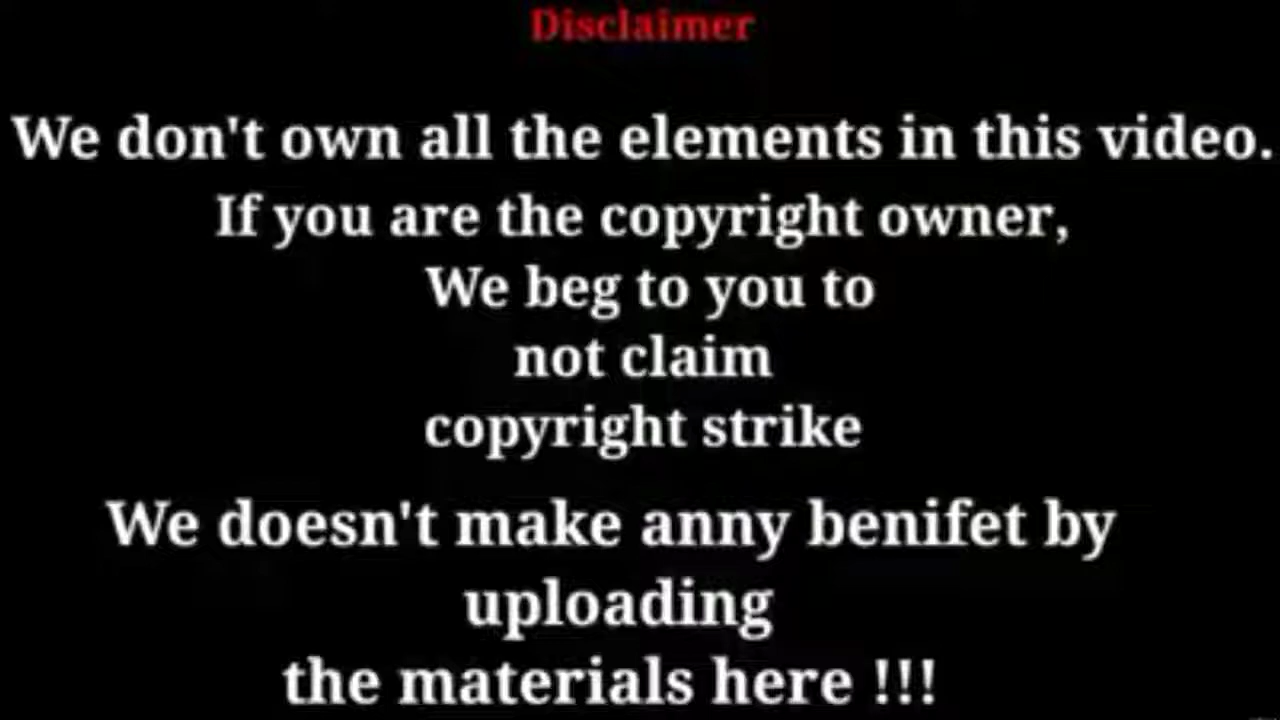 Disclaimer
We don't own all the elements in this video.
If you are the copyright owner,
We beg to you to
not claim
copyright strike
We doesn't make anny benifet by
uploading
the materials here !!!